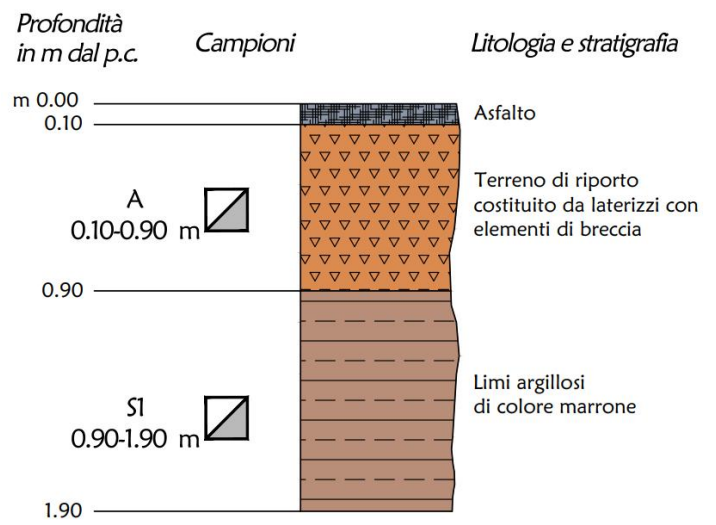 Profondità
in m dal p.c.
Campioni
Litologia e stratigrafia
m 0.00
0.10
Asfalto
A
0.10-0.90 m
Terreno di riporto
costituito da laterizzi con
elementi di breccia
0.90
S1
0.90-1.90 m
Limi argillosi
di colore marrone
1.90